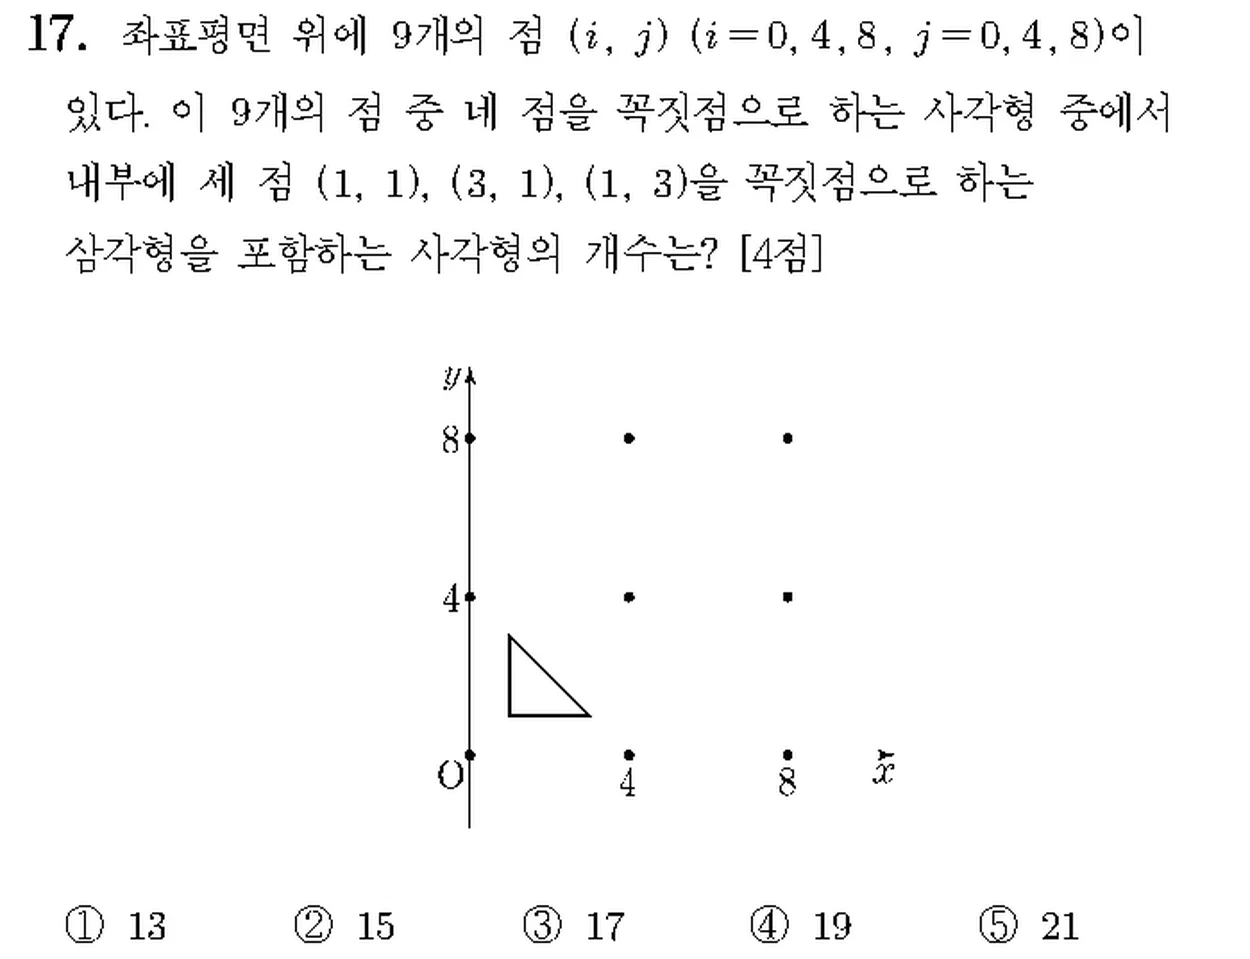 17. 좌표평면 위에 9개의 점 (i, j) (i=0, 4, 8, j=0, 4, 8)이
있다. 이 9개의 점 중 네 점을 꼭짓점으로 하는 사각형 중에서
내부에 세 점 (1, 1), (3, 1), (1, 3)을 꼭짓점으로 하는
삼각형을 포함하는 사각형의 개수는? [4점]
y
8
4
O
4
8
x
① 13 ② 15 ③ 17 ④ 19 ⑤ 21